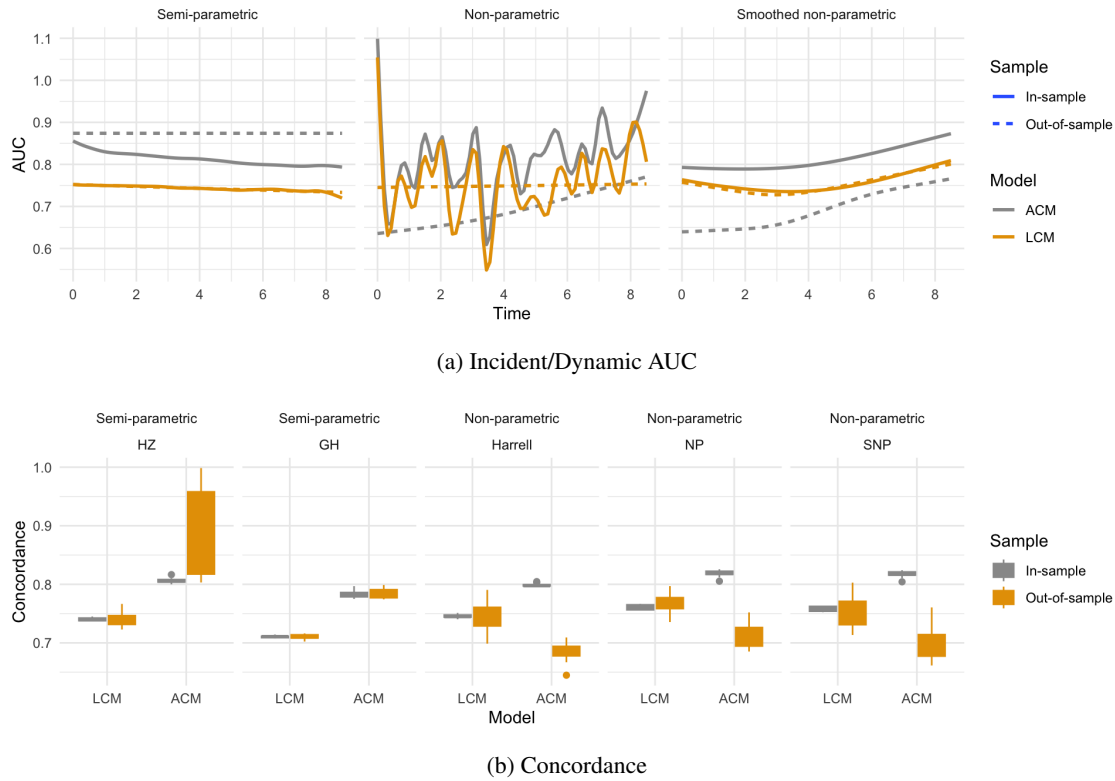 Semi-parametric Non-parametric Smoothed non-parametric
1.1
1.0
0.9
0.8
0.7
0.6
AUC
0 2 4 6 8 0 2 4 6 8 0 2 4 6 8
Time
Sample
In-sample
Out-of-sample
Model
ACM
LCM
(a) Incident/Dynamic AUC
Semi-parametric Semi-parametric Non-parametric Non-parametric Non-parametric
HZ GH Harrell NP SNP
1.0
0.9
0.8
0.7
Concordance
LCM ACM LCM ACM LCM ACM LCM ACM LCM ACM
Model
Sample
In-sample
Out-of-sample
(b) Concordance